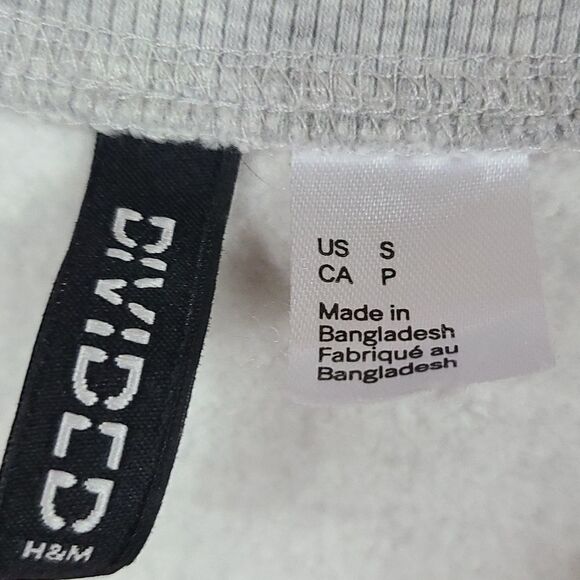 DIVIDED
H&M
US S
CA P
Made in
Bangladesh
Fabriqué au
Bangladesh